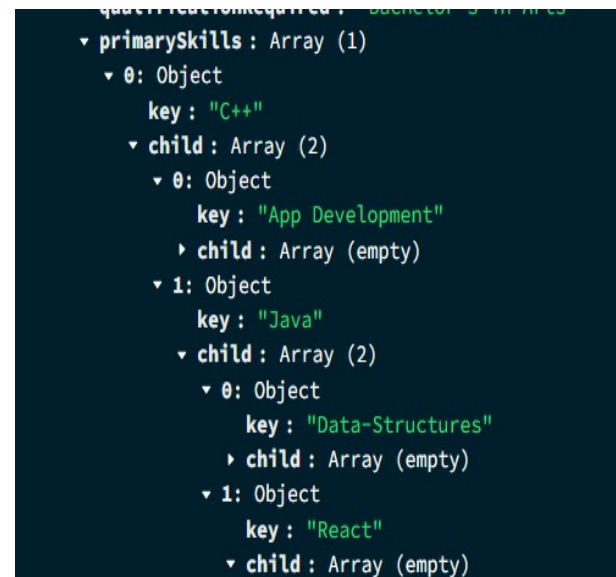 primarySkills : Array (1)
0: Object
key : "C++"
child : Array (2)
0: Object
key : "App Development"
child : Array (empty)
1: Object
key : "Java"
child : Array (2)
0: Object
key : "Data-Structures"
child : Array (empty)
1: Object
key : "React"
child : Array (empty)